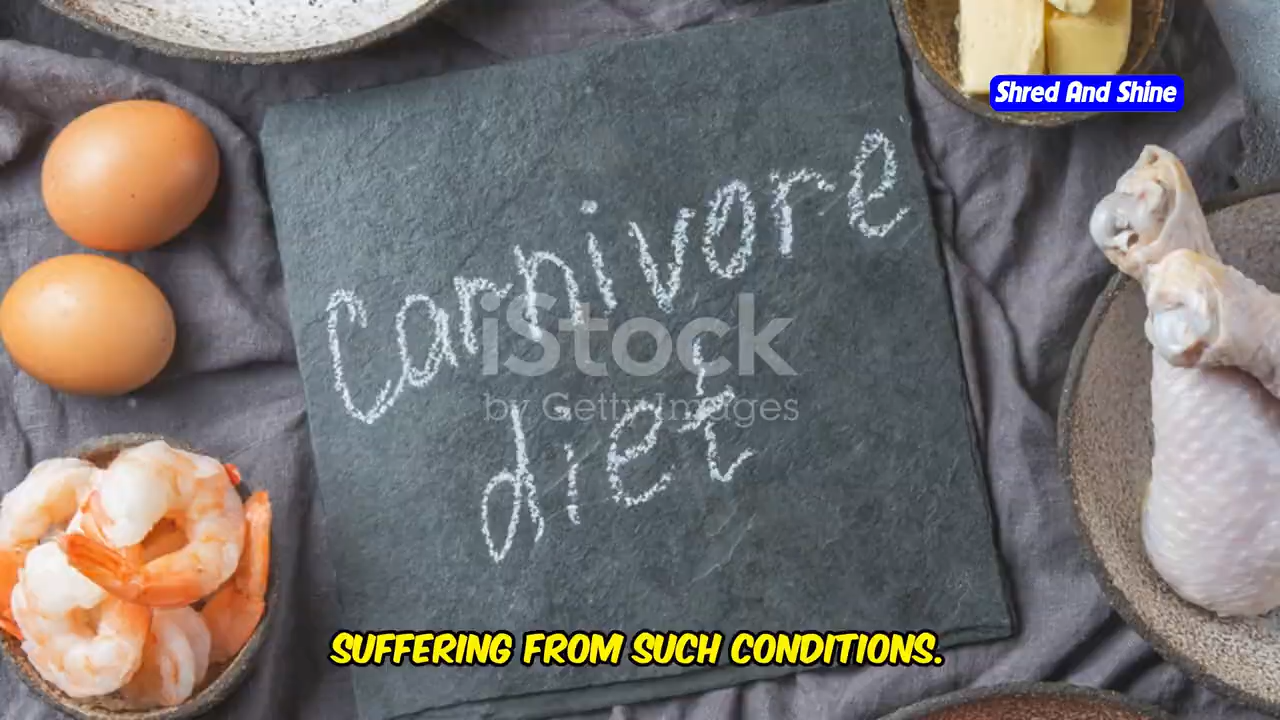 Shred And Shine
Carnivore
diet
iStock
by Getty Images
SUFFERING FROM SUCH CONDITIONS.